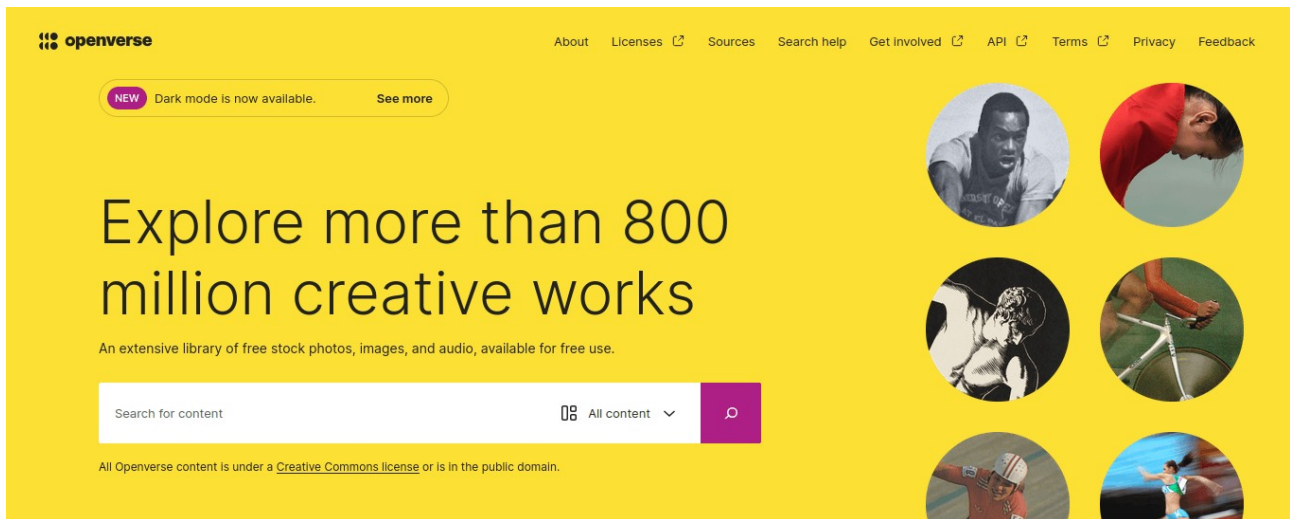 openverse
About Licenses Sources Search help Get involved API Terms Privacy Feedback
NEW Dark mode is now available. See more
Explore more than 800
million creative works
An extensive library of free stock photos, images, and audio, available for free use.
Search for content All content
All Openverse content is under a Creative Commons license or is in the public domain.